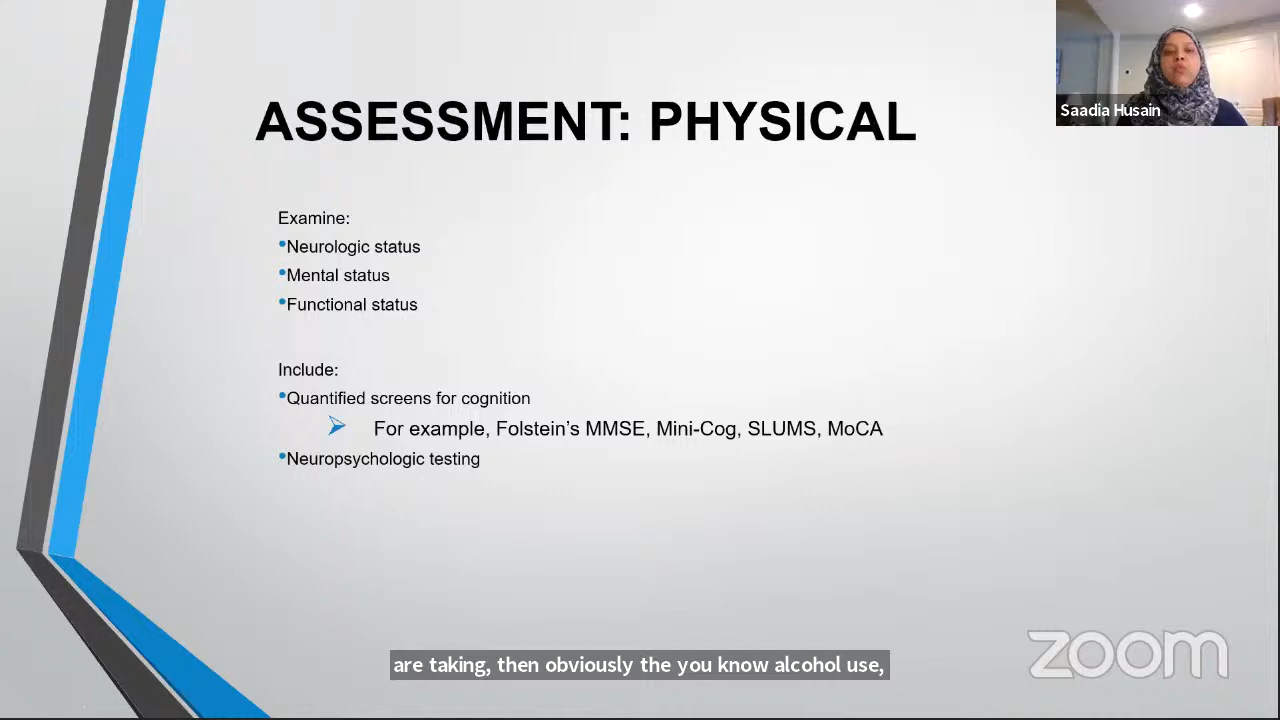 ASSESSMENT: PHYSICAL
Saadia Husain
Examine:
•Neurologic status
•Mental status
•Functional status
Include:
•Quantified screens for cognition
➢ For example, Folstein's MMSE, Mini-Cog, SLUMS, MoCA
•Neuropsychologic testing
are taking, then obviously the you know alcohol use,
zoom